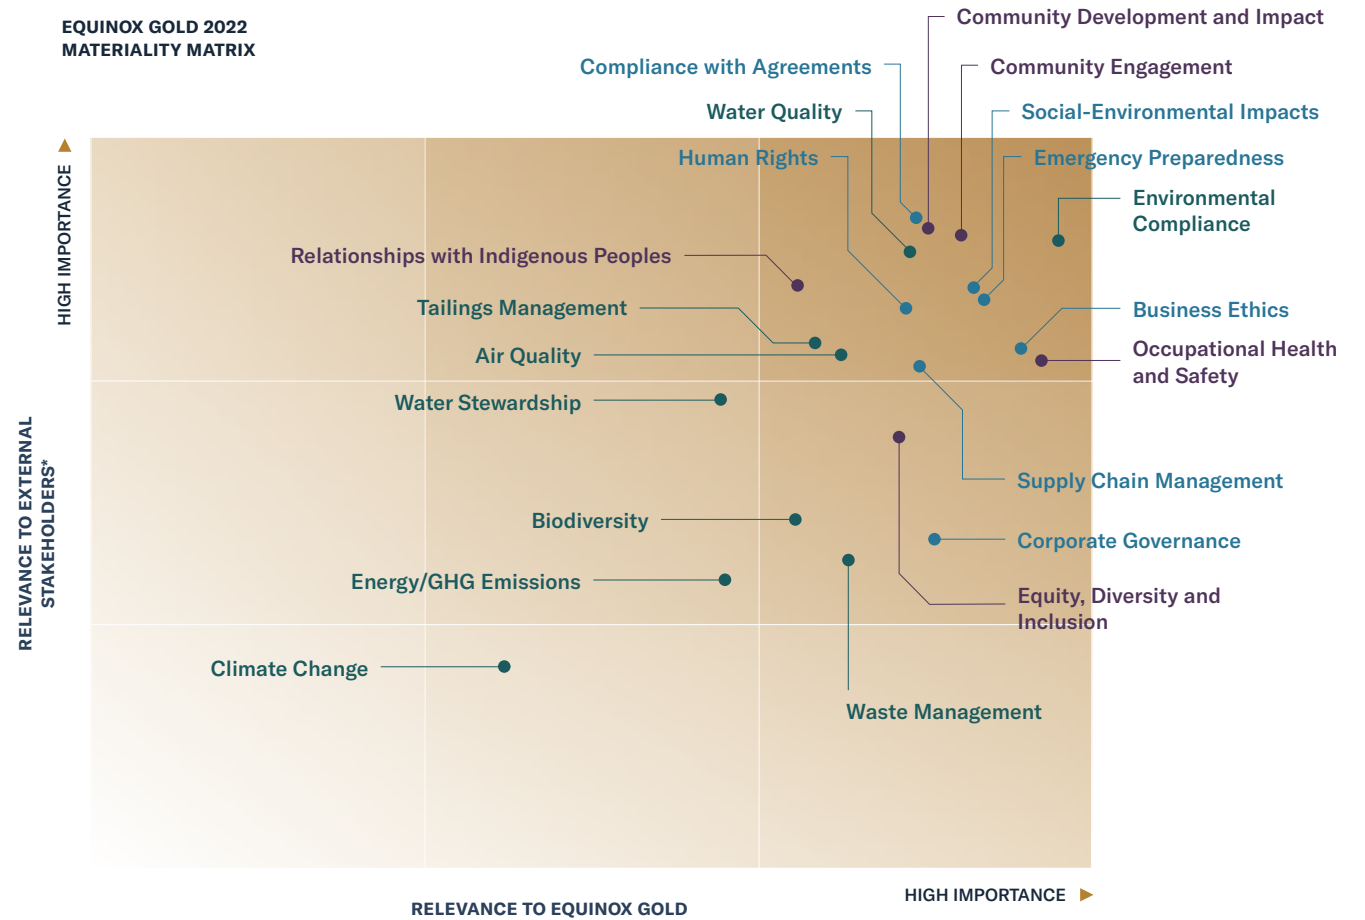 EQUINOX GOLD 2022
MATERIALITY MATRIX
Community Development and Impact
Compliance with Agreements
Community Engagement
Water Quality
Social-Environmental Impacts
Human Rights
Emergency Preparedness
Environmental
Compliance
Relationships with Indigenous Peoples
Tailings Management
Business Ethics
Air Quality
Occupational Health
and Safety
Water Stewardship
Supply Chain Management
Biodiversity
Corporate Governance
Energy/GHG Emissions
Equity, Diversity and
Inclusion
Climate Change
Waste Management
HIGH IMPORTANCE
RELEVANCE TO EXTERNAL
STAKEHOLDERS*
HIGH IMPORTANCE
RELEVANCE TO EQUINOX GOLD